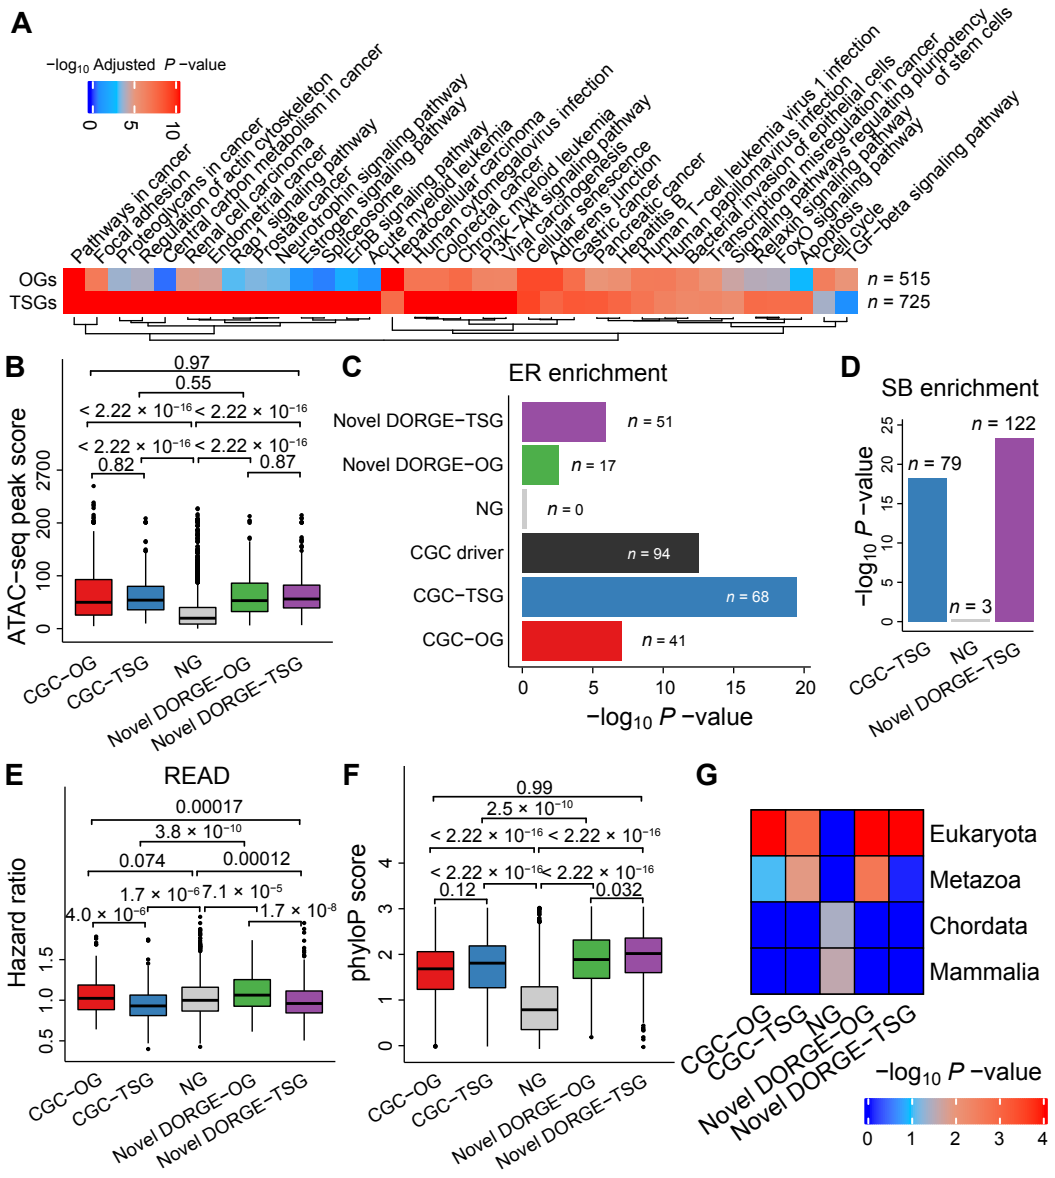 A
−log10 Adjusted P −value
0
5
10
Pathways in cancer
Focal adhesion
Proteoglycans in cancer
Regulation of actin cytoskeleton
Central carbon metabolism in cancer
Renal cell carcinoma
Endometrial cancer
Rap1 signaling pathway
Prostate cancer
Neurotrophin signaling pathway
Estrogen signaling pathway
Spliceosome
ErbB signaling pathway
Acute myeloid leukemia
Hepatocellular carcinoma
Human cytomegalovirus infection
Colorectal cancer
Chronic myeloid leukemia
PI3K−Akt signaling pathway
Viral carcinogenesis
Cellular senescence
Adherens junction
Gastric cancer
Pancreatic cancer
Hepatitis B
Human T−cell leukemia virus 1 infection
Human papillomavirus infection
Bacterial invasion of epithelial cells
Transcriptional misregulation in cancer
Signaling pathways regulating pluripotency
of stem cells
Relaxin signaling pathway
FoxO signaling pathway
Apoptosis
Cell cycle
TGF−beta signaling pathway
OGs
n = 515
TSGs
n = 725
B
ATAC−seq peak score
0
100
200
2700
0.97
0.55
< 2.22 × 10−16
< 2.22 × 10−16
< 2.22 × 10−16
< 2.22 × 10−16
0.82
0.87
CGC−OG
CGC−TSG
NG
Novel DORGE−OG
Novel DORGE−TSG
C
ER enrichment
Novel DORGE−TSG
n = 51
Novel DORGE−OG
n = 17
NG
n = 0
CGC driver
n = 94
CGC−TSG
n = 68
CGC−OG
n = 41
0
5
10
15
20
−log10 P −value
D
SB enrichment
−log10 P −value
0
5
10
15
20
25
n = 79
n = 3
n = 122
CGC−TSG
NG
Novel DORGE−TSG
E
READ
Hazard ratio
0.5
1.0
1.5
0.00017
3.8 × 10−10
0.074
0.00012
1.7 × 10−6
7.1 × 10−5
4.0 × 10−6
1.7 × 10−8
CGC−OG
CGC−TSG
NG
Novel DORGE−OG
Novel DORGE−TSG
F
phyloP score
0
1
2
3
4
0.99
2.5 × 10−10
< 2.22 × 10−16
< 2.22 × 10−16
< 2.22 × 10−16
< 2.22 × 10−16
0.12
0.032
CGC−OG
CGC−TSG
NG
Novel DORGE−OG
Novel DORGE−TSG
G
Eukaryota
Metazoa
Chordata
Mammalia
CGC−OG
CGC−TSG
NG
Novel DORGE−OG
Novel DORGE−TSG
−log10 P −value
0
1
2
3
4